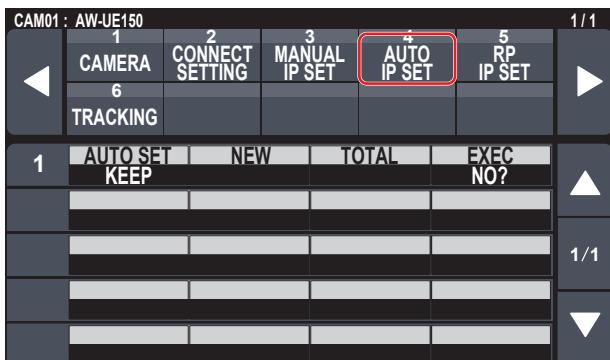 CAM01 : AW-UE150 1 / 1
1 2 3 4 5
CAMERA CONNECT SETTING MANUAL IP SET AUTO IP SET RP IP SET
6
TRACKING
1 AUTO SET NEW TOTAL EXEC
KEEP NO?
1/1